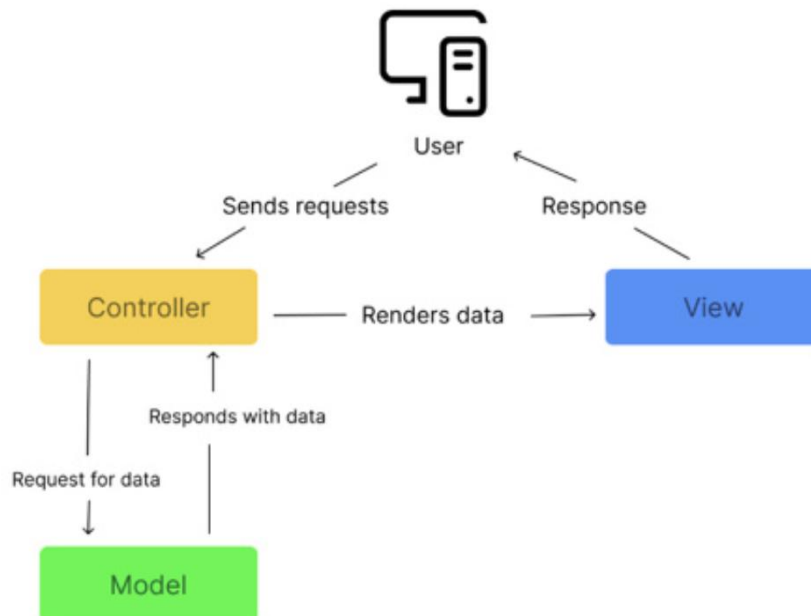 User
Sends requests
Response
Controller
Renders data
View
Responds with data
Request for data
Model